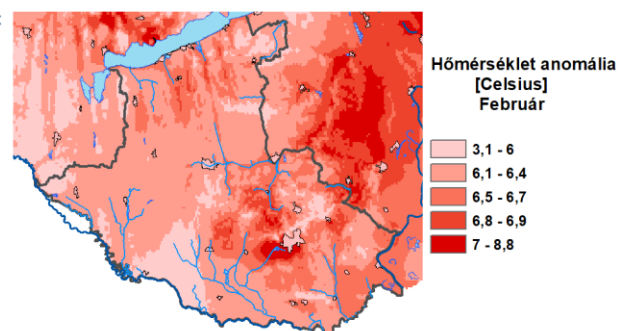 Hőmérséklet anomália
[Celsius]
Február
3,1 - 6
6,1 - 6,4
6,5 - 6,7
6,8 - 6,9
7 - 8,8